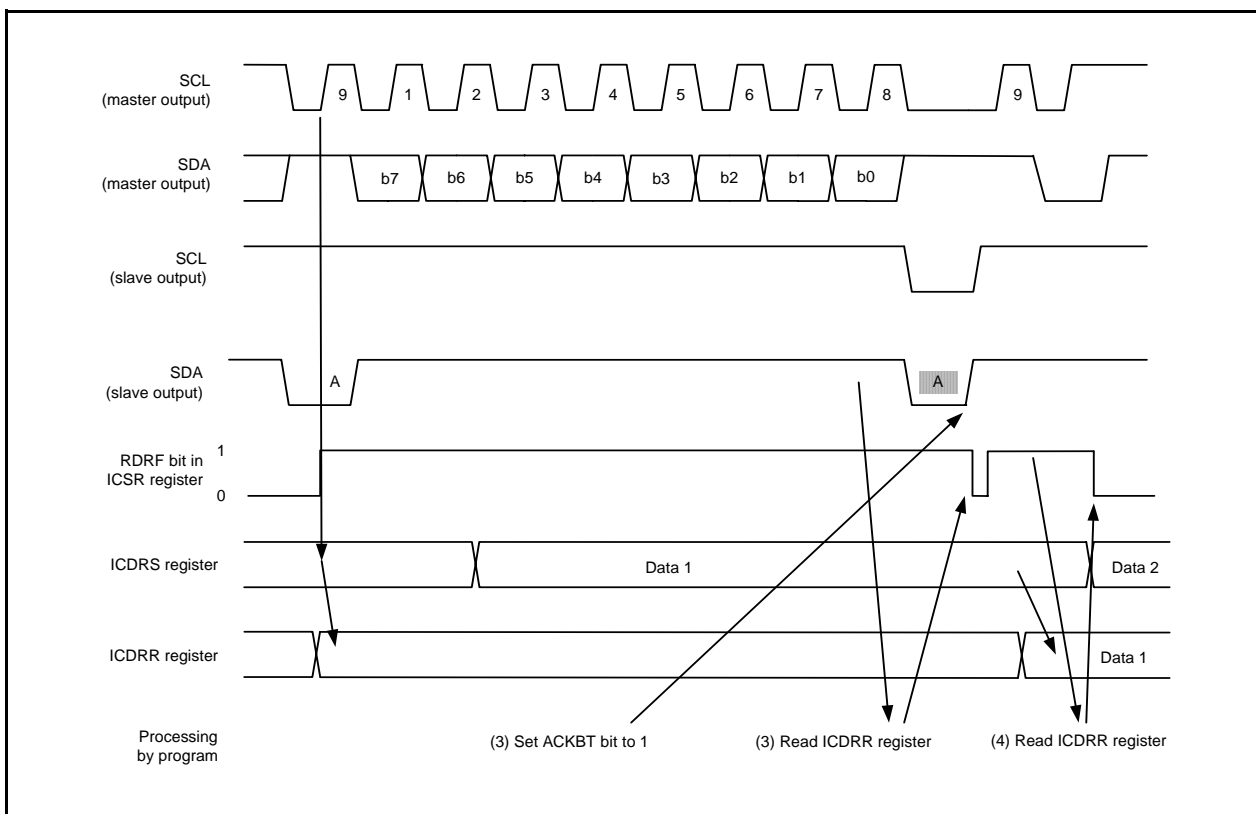 SCL
(master output)
9 1 2 3 4 5 6 7 8 9
SDA
(master output)
b7 b6 b5 b4 b3 b2 b1 b0
SCL
(slave output)
SDA
(slave output)
A A
RDRF bit in
ICSR register
1
0
ICDRS register
Data 1 Data 2
ICDRR register
Data 1
Processing
by program
(3) Set ACKBT bit to 1 (3) Read ICDRR register (4) Read ICDRR register